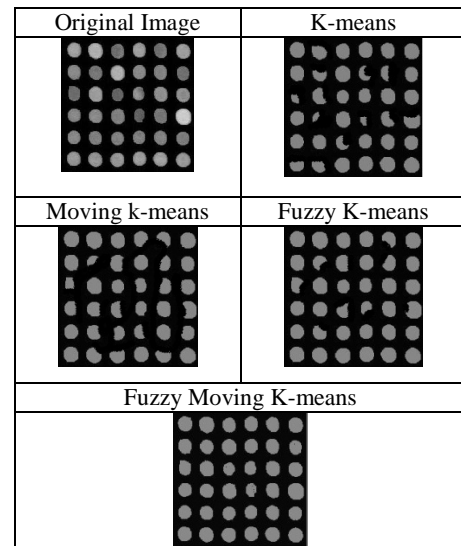 Original Image
K-means
Moving k-means
Fuzzy K-means
Fuzzy Moving K-means